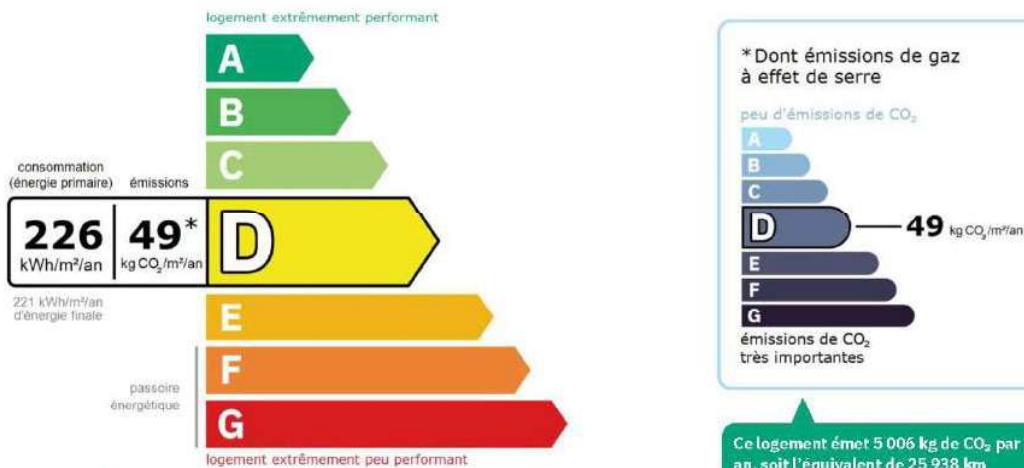 logement extrêmement performant
A
B
C
consommation
(énergie primaire)
émissions
226
kWh/m²/an
49*
kg CO₂/m²/an
D
221 kWh/m²/an
d'énergie finale
E
F
passoire
énergétique
G
logement extrêmement peu performant
*Dont émissions de gaz
à effet de serre
peu d'émissions de CO₂
A
B
C
D
49 kg CO₂/m²/an
E
F
G
émissions de CO₂
très importantes
Ce logement émet 5 006 kg de CO₂ par
an, soit l'équivalent de 25 938 km